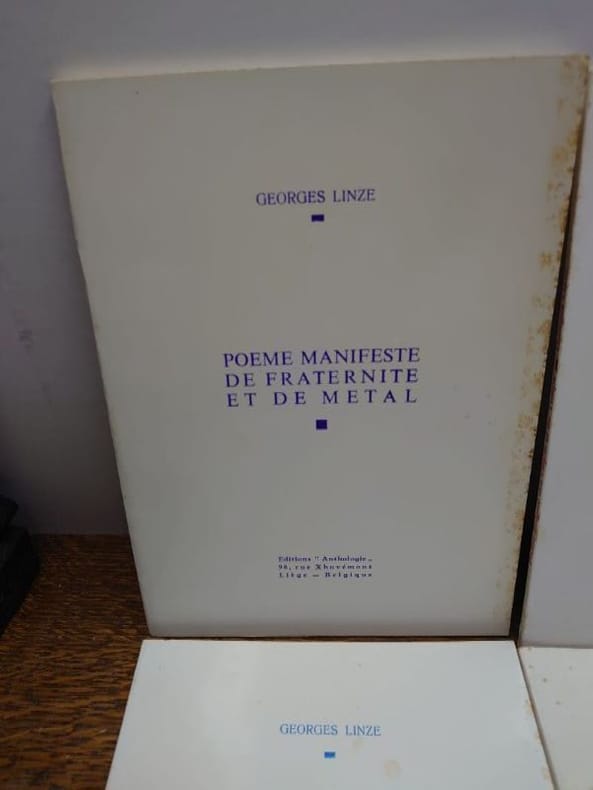 GEORGES LINZE
POEME MANIFESTE
DE FRATERNITE
ET DE METAL
Editions " Anthologie „
96, rue Xhovémont
Liège — Belgique
GEORGES LINZE